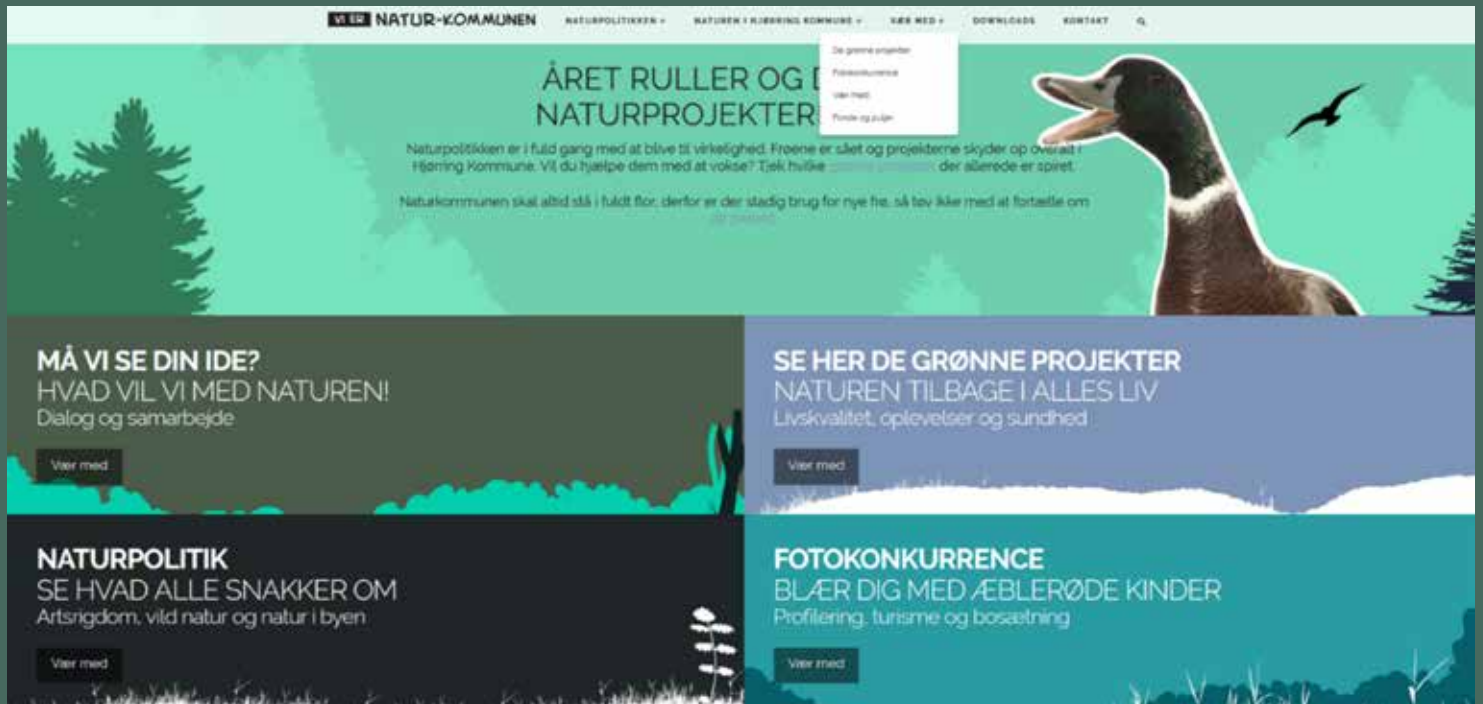 VI ER NATUR-KOMMUNEN NATURPOLITIKKEN NATUREN I HJØRRING KOMMUNE VÆR MED DOWNLOADS KONTAKT
De grønne projekter
Fotokonkurrence
Vær med
Fonde og puljer
ÅRET RULLER OG D
NATURPROJEKTER
Naturpolitikken er i fuld gang med at blive til virkelighed. Frøene er sået og projekterne skyder op overalt i
Hjørring Kommune. Vil du hjælpe dem med at vokse? Tjek hvilke grønne projekter der allerede er spiret.
Naturkommunen skal altid stå i fuldt flor, derfor er der stadig brug for nye frø, så tøv ikke med at fortælle om
MÅ VI SE DIN IDE?
HVAD VIL VI MED NATUREN!
Dialog og samarbejde
Vær med
SE HER DE GRØNNE PROJEKTER
NATUREN TILBAGE I ALLES LIV
Livskvalitet, oplevelser og sundhed
Vær med
NATURPOLITIK
SE HVAD ALLE SNAKKER OM
Artsrigdom, vild natur og natur i byen
Vær med
FOTOKONKURRENCE
BLÆR DIG MED ÆBLERØDE KINDER
Profilering, turisme og bosætning
Vær med